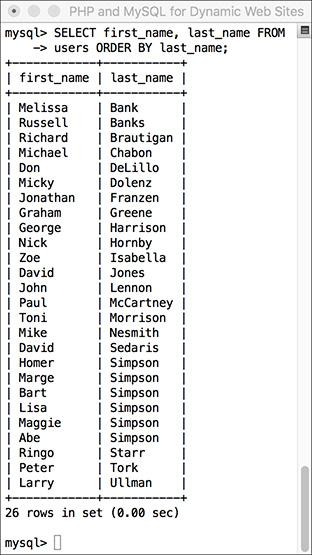 PHP and MySQL for Dynamic Web Sites
mysql> SELECT first_name, last_name FROM
    -> users ORDER BY last_name;
+------------+-----------+
| first_name | last_name |
+------------+-----------+
| Melissa    | Bank      |
| Russell    | Banks     |
| Richard    | Brautigan |
| Michael    | Chabon    |
| Don        | DeLillo   |
| Micky      | Dolenz    |
| Jonathan   | Franzen   |
| Graham     | Greene    |
| George     | Harrison  |
| Nick       | Hornby    |
| Zoe        | Isabella  |
| David      | Jones     |
| John       | Lennon    |
| Paul       | McCartney |
| Toni       | Morrison  |
| Mike       | Nesmith   |
| David      | Sedaris   |
| Homer      | Simpson   |
| Marge      | Simpson   |
| Bart       | Simpson   |
| Lisa       | Simpson   |
| Maggie     | Simpson   |
| Abe        | Simpson   |
| Ringo      | Starr     |
| Peter      | Tork      |
| Larry      | Ullman    |
+------------+-----------+
26 rows in set (0.00 sec)
mysql>